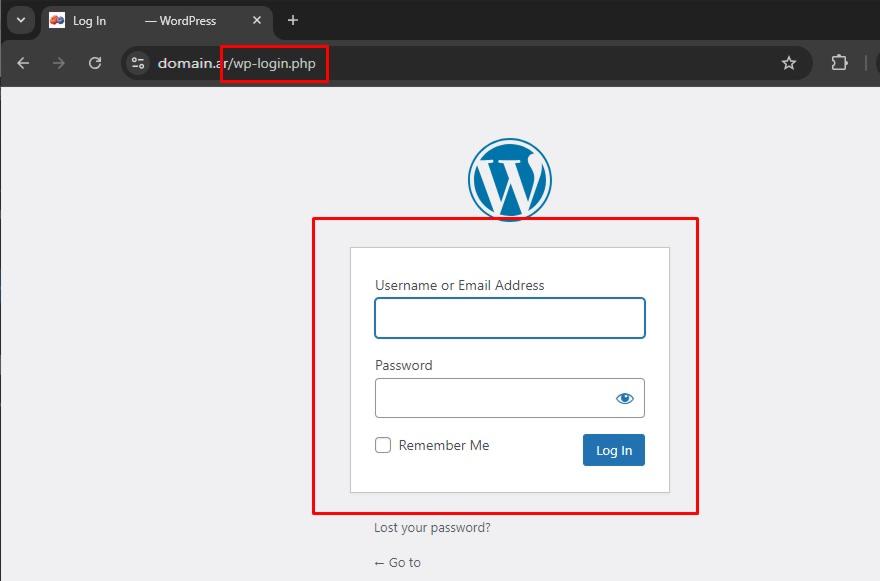 Log In — WordPress
domain.ar/wp-login.php
Username or Email Address
Password
Remember Me
Log In
Lost your password?
← Go to